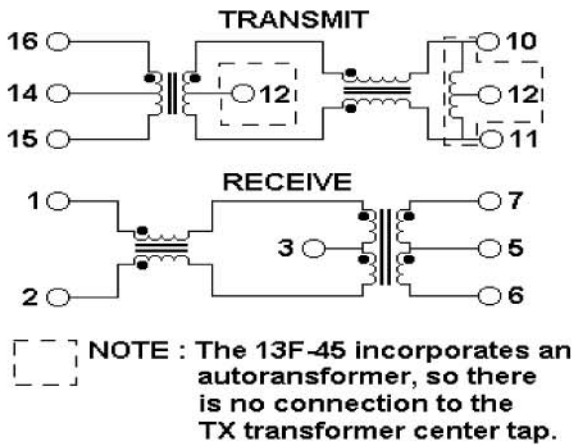 TRANSMIT
16
10
14
12
12
15
11
RECEIVE
1
7
3
5
2
6
NOTE : The 13F-45 incorporates an
autoransformer, so there
is no connection to the
TX transformer center tap.